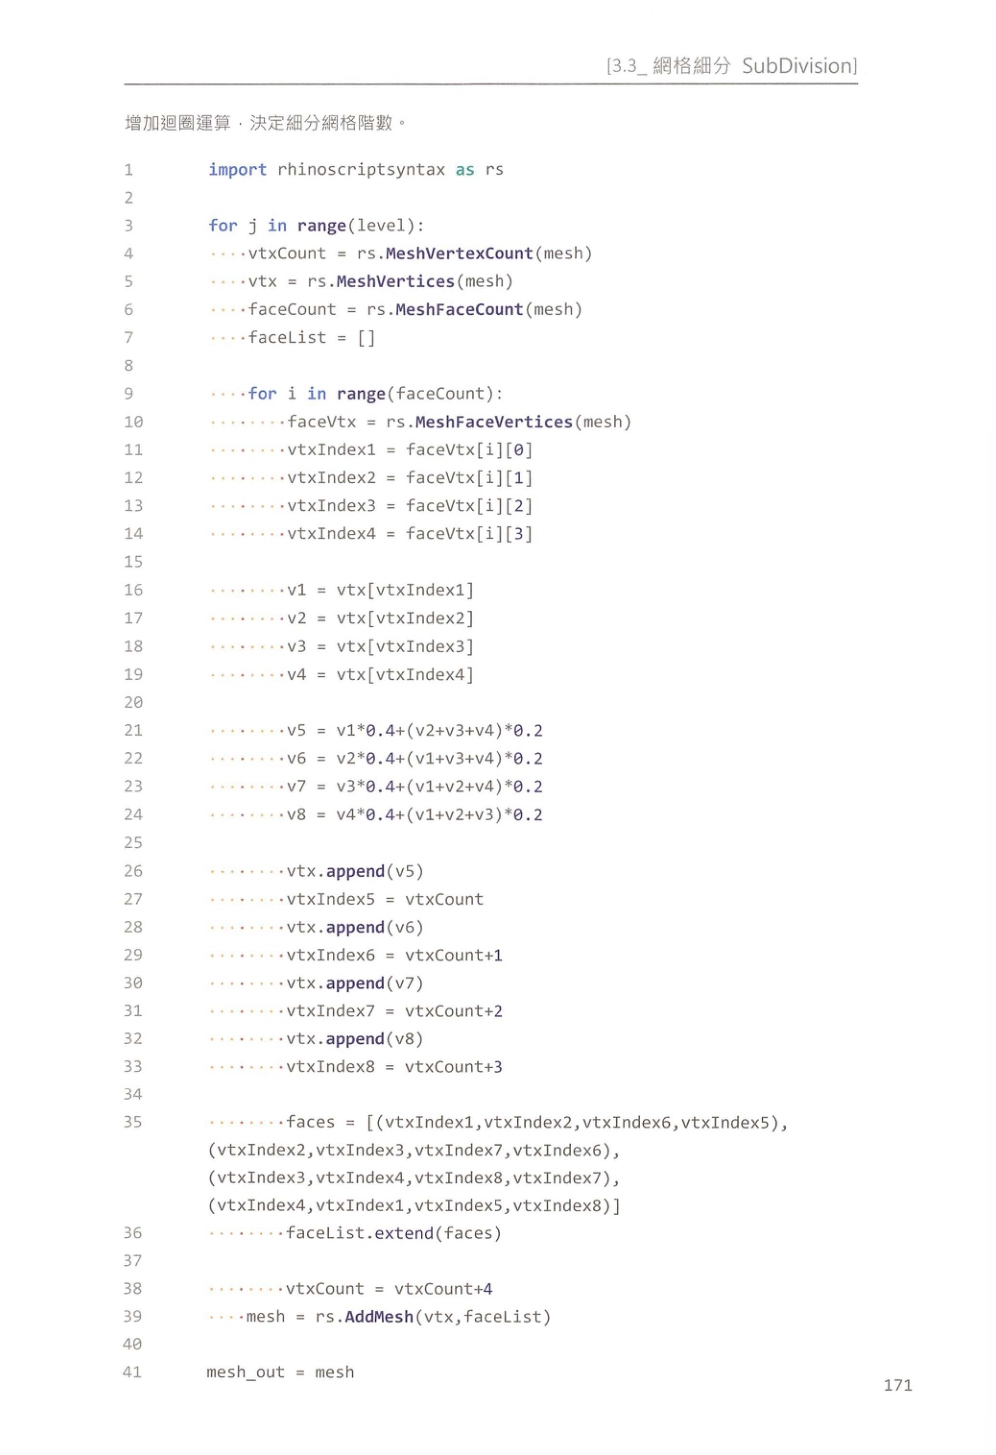 [3.3_ 網格細分 SubDivision]
增加迴圈運算，決定細分網格階數。
1 import rhinoscriptsyntax as rs
2
3 for j in range(level):
4 ····vtxCount = rs.MeshVertexCount(mesh)
5 ····vtx = rs.MeshVertices(mesh)
6 ····faceCount = rs.MeshFaceCount(mesh)
7 ····faceList = []
8
9 ····for i in range(faceCount):
10 ········faceVtx = rs.MeshFaceVertices(mesh)
11 ········vtxIndex1 = faceVtx[i][0]
12 ········vtxIndex2 = faceVtx[i][1]
13 ········vtxIndex3 = faceVtx[i][2]
14 ········vtxIndex4 = faceVtx[i][3]
15
16 ········v1 = vtx[vtxIndex1]
17 ········v2 = vtx[vtxIndex2]
18 ········v3 = vtx[vtxIndex3]
19 ········v4 = vtx[vtxIndex4]
20
21 ········v5 = v1*0.4+(v2+v3+v4)*0.2
22 ········v6 = v2*0.4+(v1+v3+v4)*0.2
23 ········v7 = v3*0.4+(v1+v2+v4)*0.2
24 ········v8 = v4*0.4+(v1+v2+v3)*0.2
25
26 ········vtx.append(v5)
27 ········vtxIndex5 = vtxCount
28 ········vtx.append(v6)
29 ········vtxIndex6 = vtxCount+1
30 ········vtx.append(v7)
31 ········vtxIndex7 = vtxCount+2
32 ········vtx.append(v8)
33 ········vtxIndex8 = vtxCount+3
34
35 ········faces = [(vtxIndex1,vtxIndex2,vtxIndex6,vtxIndex5),
(vtxIndex2,vtxIndex3,vtxIndex7,vtxIndex6),
(vtxIndex3,vtxIndex4,vtxIndex8,vtxIndex7),
(vtxIndex4,vtxIndex1,vtxIndex5,vtxIndex8)]
36 ········faceList.extend(faces)
37
38 ········vtxCount = vtxCount+4
39 ····mesh = rs.AddMesh(vtx,faceList)
40
41 mesh_out = mesh
171